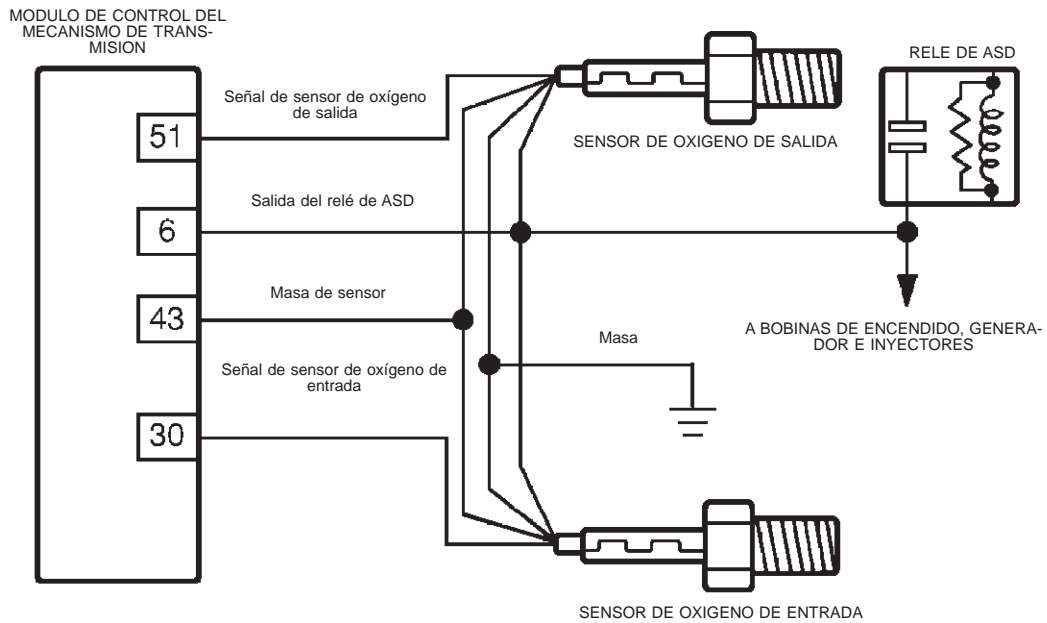 MODULO DE CONTROL DEL
MECANISMO DE TRANS-
MISION
RELE DE ASD
Señal de sensor de oxígeno
de salida
51
SENSOR DE OXIGENO DE SALIDA
Salida del relé de ASD
6
Masa de sensor
43
A BOBINAS DE ENCENDIDO, GENERA-
DOR E INYECTORES
Masa
Señal de sensor de oxígeno de
entrada
30
SENSOR DE OXIGENO DE ENTRADA